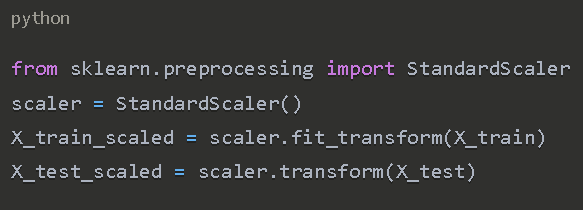 python
from sklearn.preprocessing import StandardScaler
scaler = StandardScaler()
X_train_scaled = scaler.fit_transform(X_train)
X_test_scaled = scaler.transform(X_test)